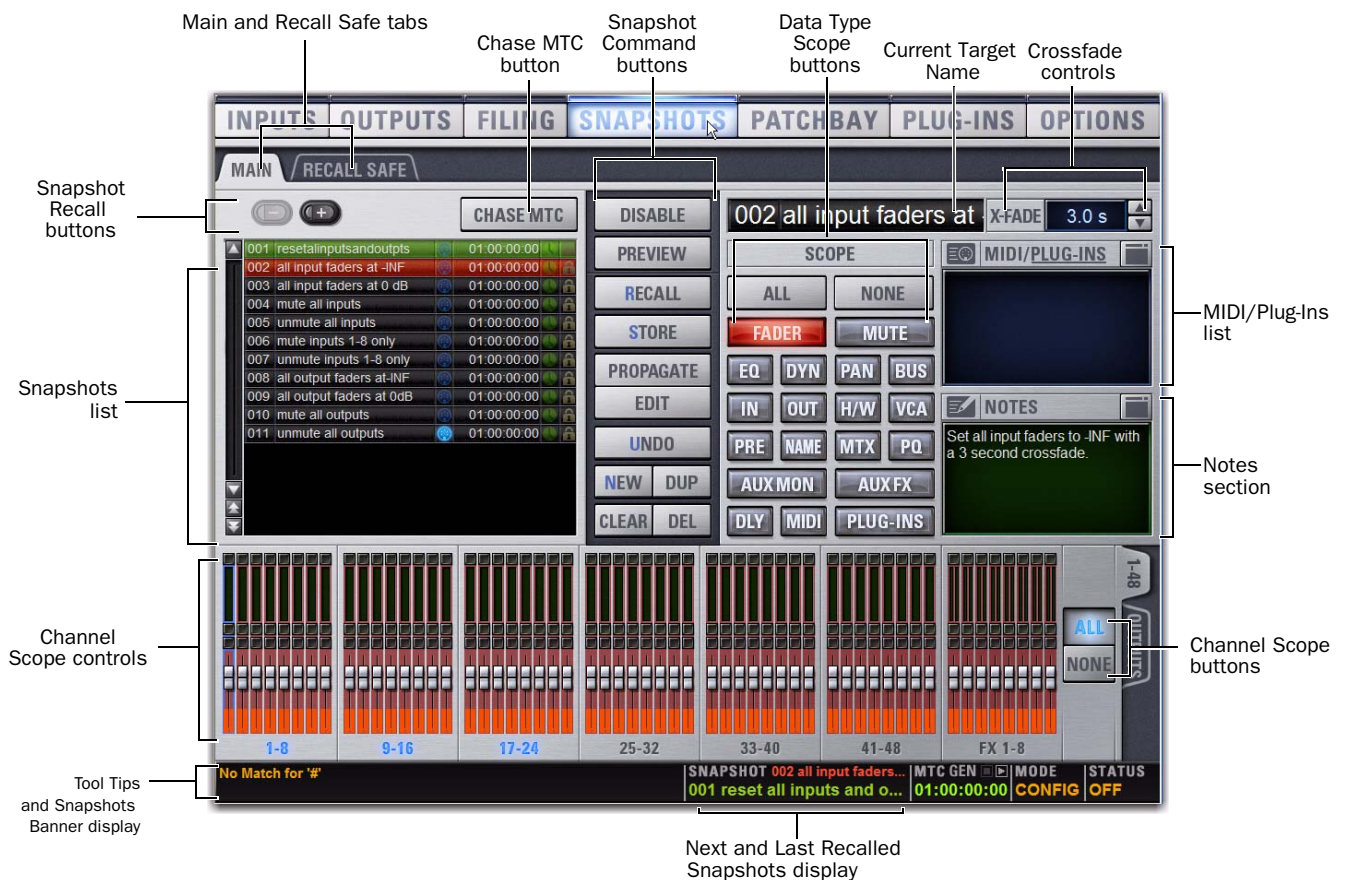 Main and Recall Safe tabs
Chase MTC
button
Snapshot
Command
buttons
Data Type
Scope
buttons
Current Target
Name
Crossfade
controls
INPUTS OUTPUTS FILING SNAPSHOTS PATCHBAY PLUG-INS OPTIONS
MAIN RECALL SAFE
Snapshot
Recall
buttons
CHASE MTC
DISABLE
002 all input faders at -
X-FADE 3.0 s
001 resetalinputsandoutpts 01:00:00:00
002 all input faders at -INF 01:00:00:00
003 all input faders at 0 dB 01:00:00:00
004 mute all inputs 01:00:00:00
005 unmute all inputs 01:00:00:00
006 mute inputs 1-8 only 01:00:00:00
007 unmute inputs 1-8 only 01:00:00:00
008 all output faders at-INF 01:00:00:00
009 all output faders at 0dB 01:00:00:00
010 mute all outputs 01:00:00:00
011 unmute all outputs 01:00:00:00
Snapshots
list
PREVIEW
RECALL
STORE
PROPAGATE
EDIT
UNDO
NEW DUP
CLEAR DEL
SCOPE
ALL NONE
FADER MUTE
EQ DYN PAN BUS
IN OUT H/W VCA
PRE NAME MTX PQ
AUX MON AUX FX
DLY MIDI PLUG-INS
MIDI/PLUG-INS
MIDI/Plug-Ins
list
NOTES
Set all input faders to -INF with
a 3 second crossfade.
Notes
section
Channel
Scope controls
1-8 9-16 17-24 25-32 33-40 41-48 FX 1-8
1-48
OUTPUTS
ALL
NONE
Channel Scope
buttons
Tool Tips
and Snapshots
Banner display
No Match for '#'
SNAPSHOT 002 all input faders...
001 reset all inputs and o...
MTC GEN
01:00:00:00
MODE
CONFIG
STATUS
OFF
Next and Last Recalled
Snapshots display